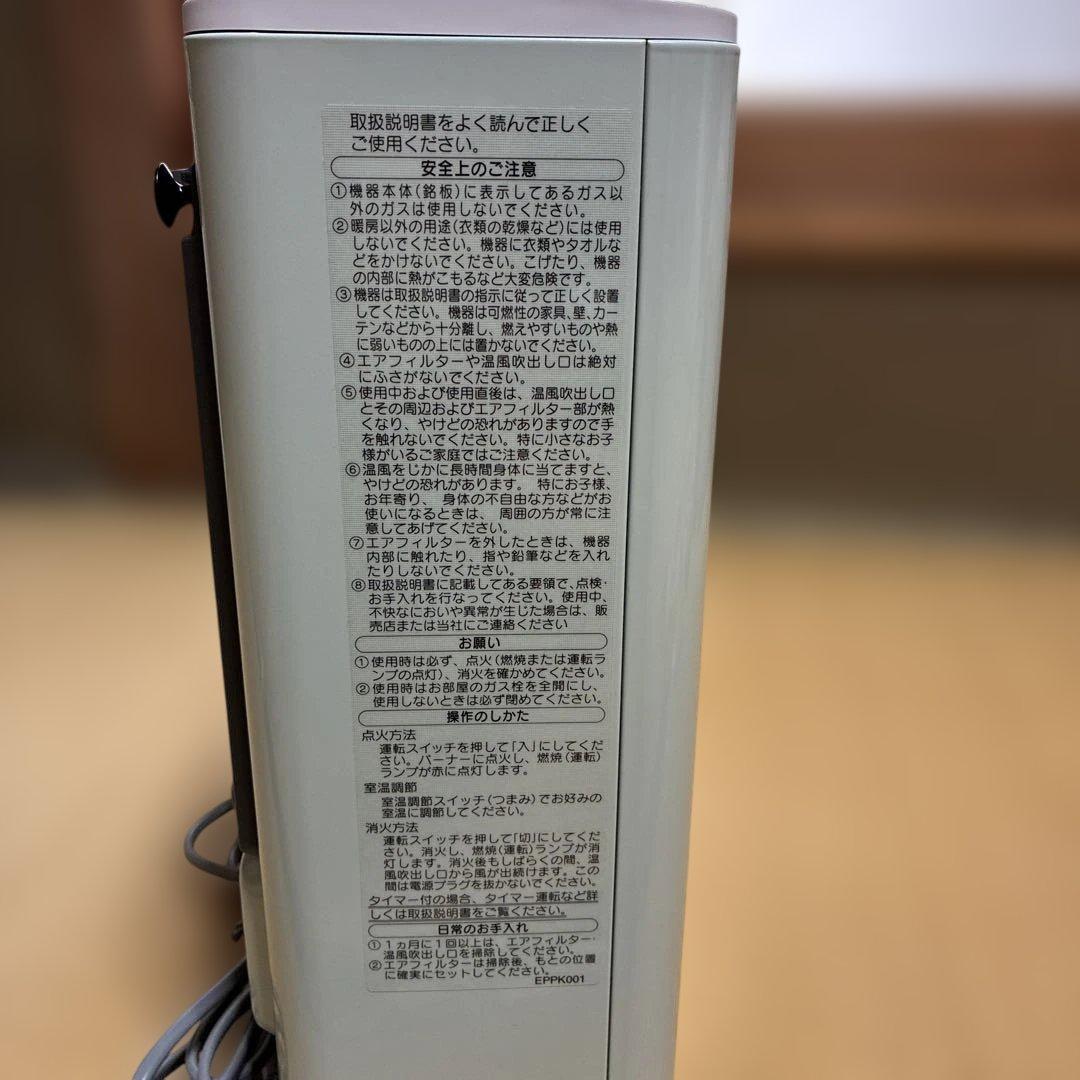 取扱説明書をよく読んで正しく
ご使用ください。
安全上のご注意
①機器本体(銘板)に表示してあるガス以
外のガスは使用しないでください。
②暖房以外の用途(衣類の乾燥など)には使用
しないでください。機器に衣類やタオルな
どをかけないでください。こげたり、機器
の内部に熱がこもるなど大変危険です。
③機器は取扱説明書の指示に従って正しく設置
してください。機器は可燃性の家具、壁、カー
テンなどから十分離し、燃えやすいものや熱
に弱いものの上には置かないでください。
④エアフィルターや温風吹出し口は絶対
にふさがないでください。
⑤使用中および使用直後は、温風吹出し口
とその周辺およびエアフィルター部が熱
くなり、やけどの恐れがありますので手
を触れないでください。特に小さなお子
様がいるご家庭ではご注意ください。
⑥温風をじかに長時間身体に当てますと、
やけどの恐れがあります。特にお子様、
お年寄り、身体の不自由な方などがお
使いになるときは、周囲の方が常に注
意してあげてください。
⑦エアフィルターを外したときは、機器
内部に触れたり、指や鉛筆などを入れ
たりしないでください。
⑧取扱説明書に記載してある要領で、点検・
お手入れを行なってください。使用中、
不快なにおいや異常が生じた場合は、販
売店または当社にご連絡ください
お願い
①使用時は必ず、点火(燃焼または運転ラ
ンプの点灯)、消火を確かめてください。
②使用時はお部屋のガス栓を全開にし、
使用しないときは必ず閉めてください。
操作のしかた
点火方法
運転スイッチを押して「入」にしてくだ
さい。バーナーに点火し、燃焼(運転)
ランプが赤に点灯します。
室温調節
室温調節スイッチ(つまみ)でお好みの
室温に調節してください。
消火方法
運転スイッチを押して「切」にしてくだ
さい。消火し、燃焼(運転)ランプが消
灯します。消火後もしばらくの間、温
風吹出し口から風が出続けます。この
間は電源プラグを抜かないでください。
タイマー付の場合、タイマー運転など詳
しくは取扱説明書をご覧ください。
日常のお手入れ
①1ヵ月に1回以上は、エアフィルター・
温風吹出し口を掃除してください。
②エアフィルターは掃除後、もとの位置
に確実にセットしてください。
EPPK001